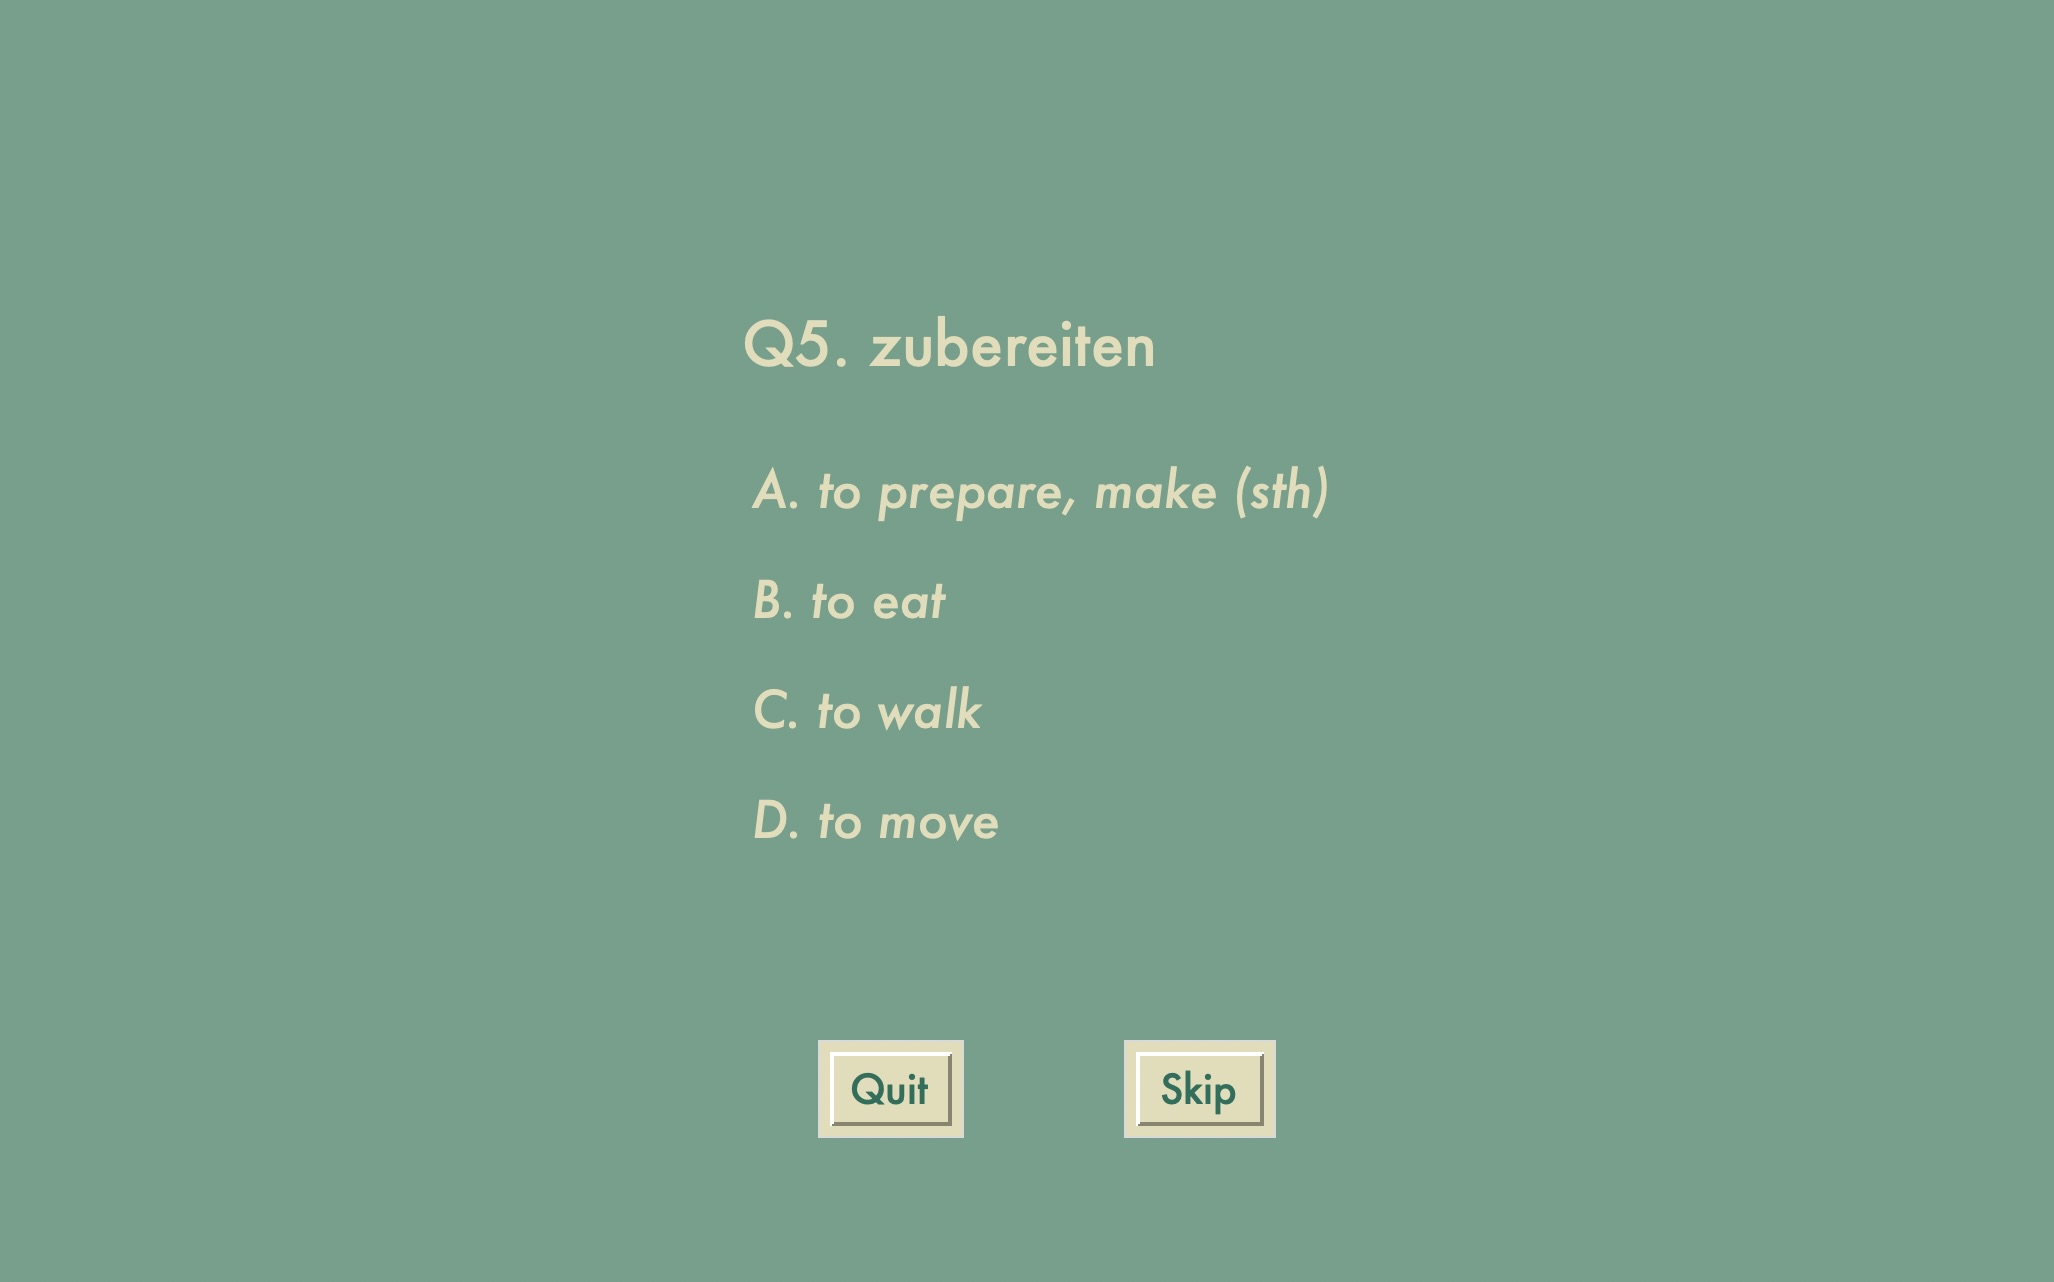 Q5. zubereiten
A. to prepare, make (sth)
B. to eat
C. to walk
D. to move
Quit
Skip